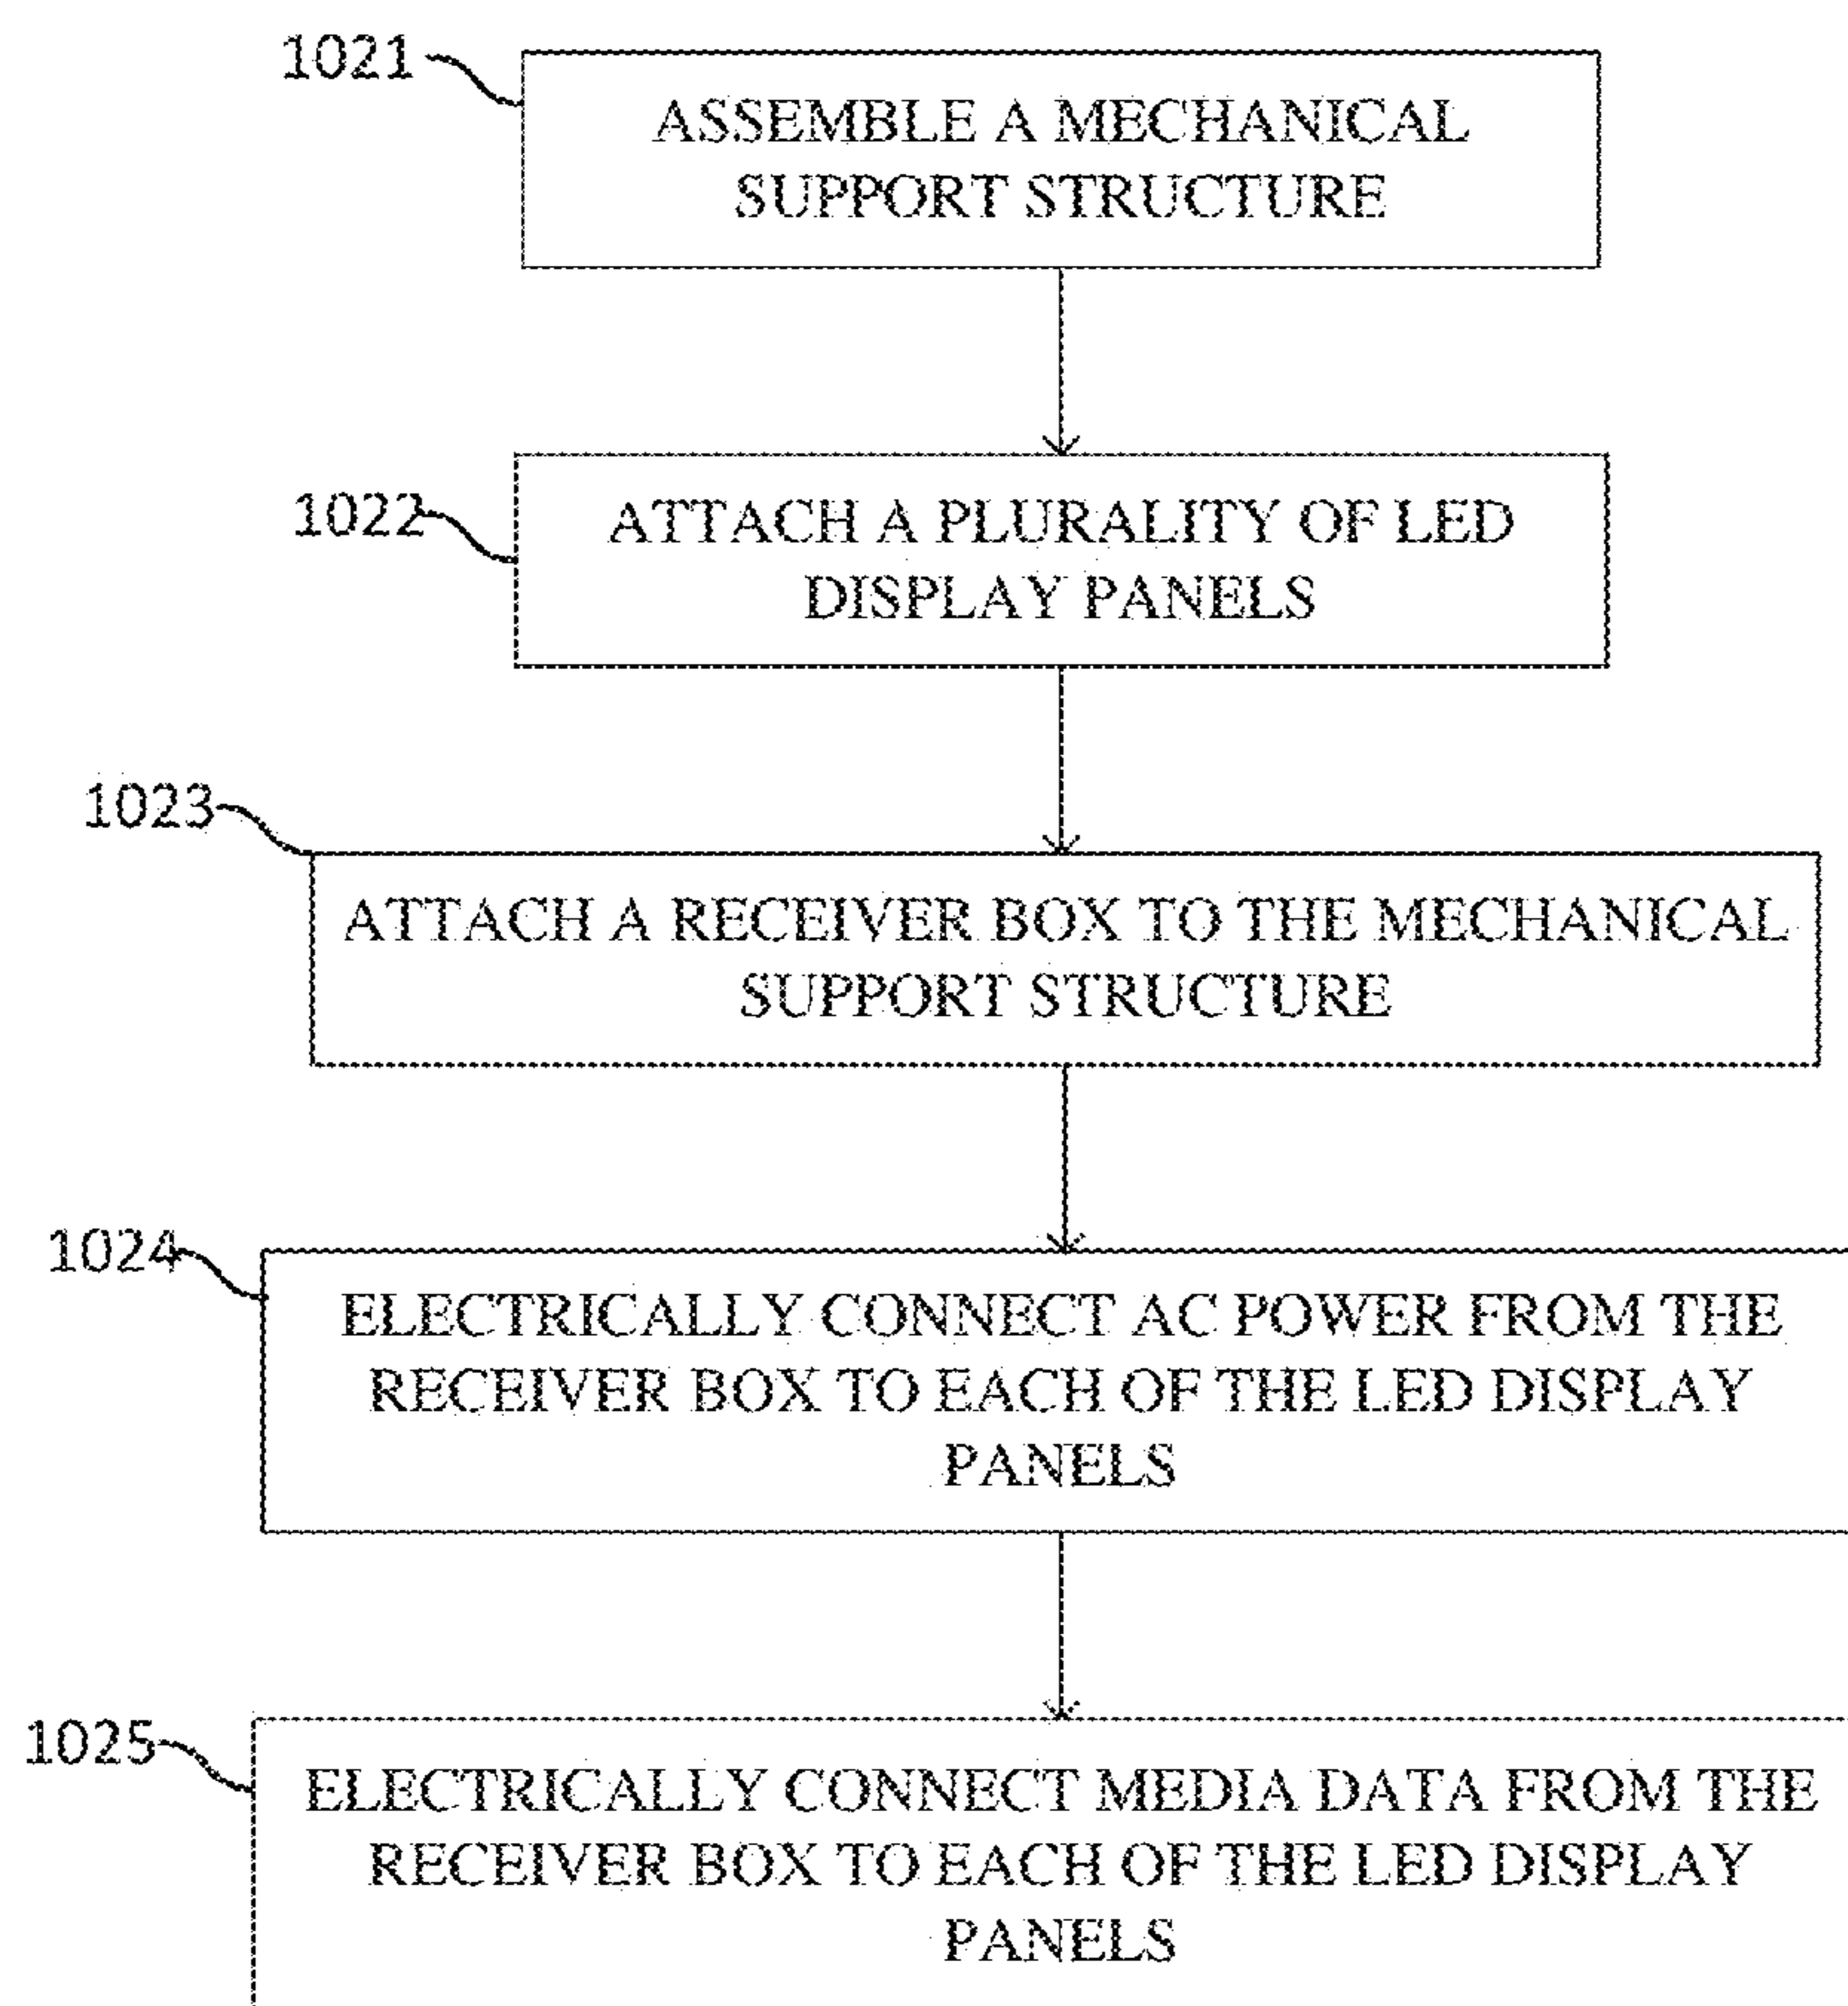 1021
ASSEMBLE A MECHANICAL
SUPPORT STRUCTURE
1022
ATTACH A PLURALITY OF LED
DISPLAY PANELS
1023
ATTACH A RECEIVER BOX TO THE MECHANICAL
SUPPORT STRUCTURE
1024
ELECTRICALLY CONNECT AC POWER FROM THE
RECEIVER BOX TO EACH OF THE LED DISPLAY
PANELS
1025
ELECTRICALLY CONNECT MEDIA DATA FROM THE
RECEIVER BOX TO EACH OF THE LED DISPLAY
PANELS